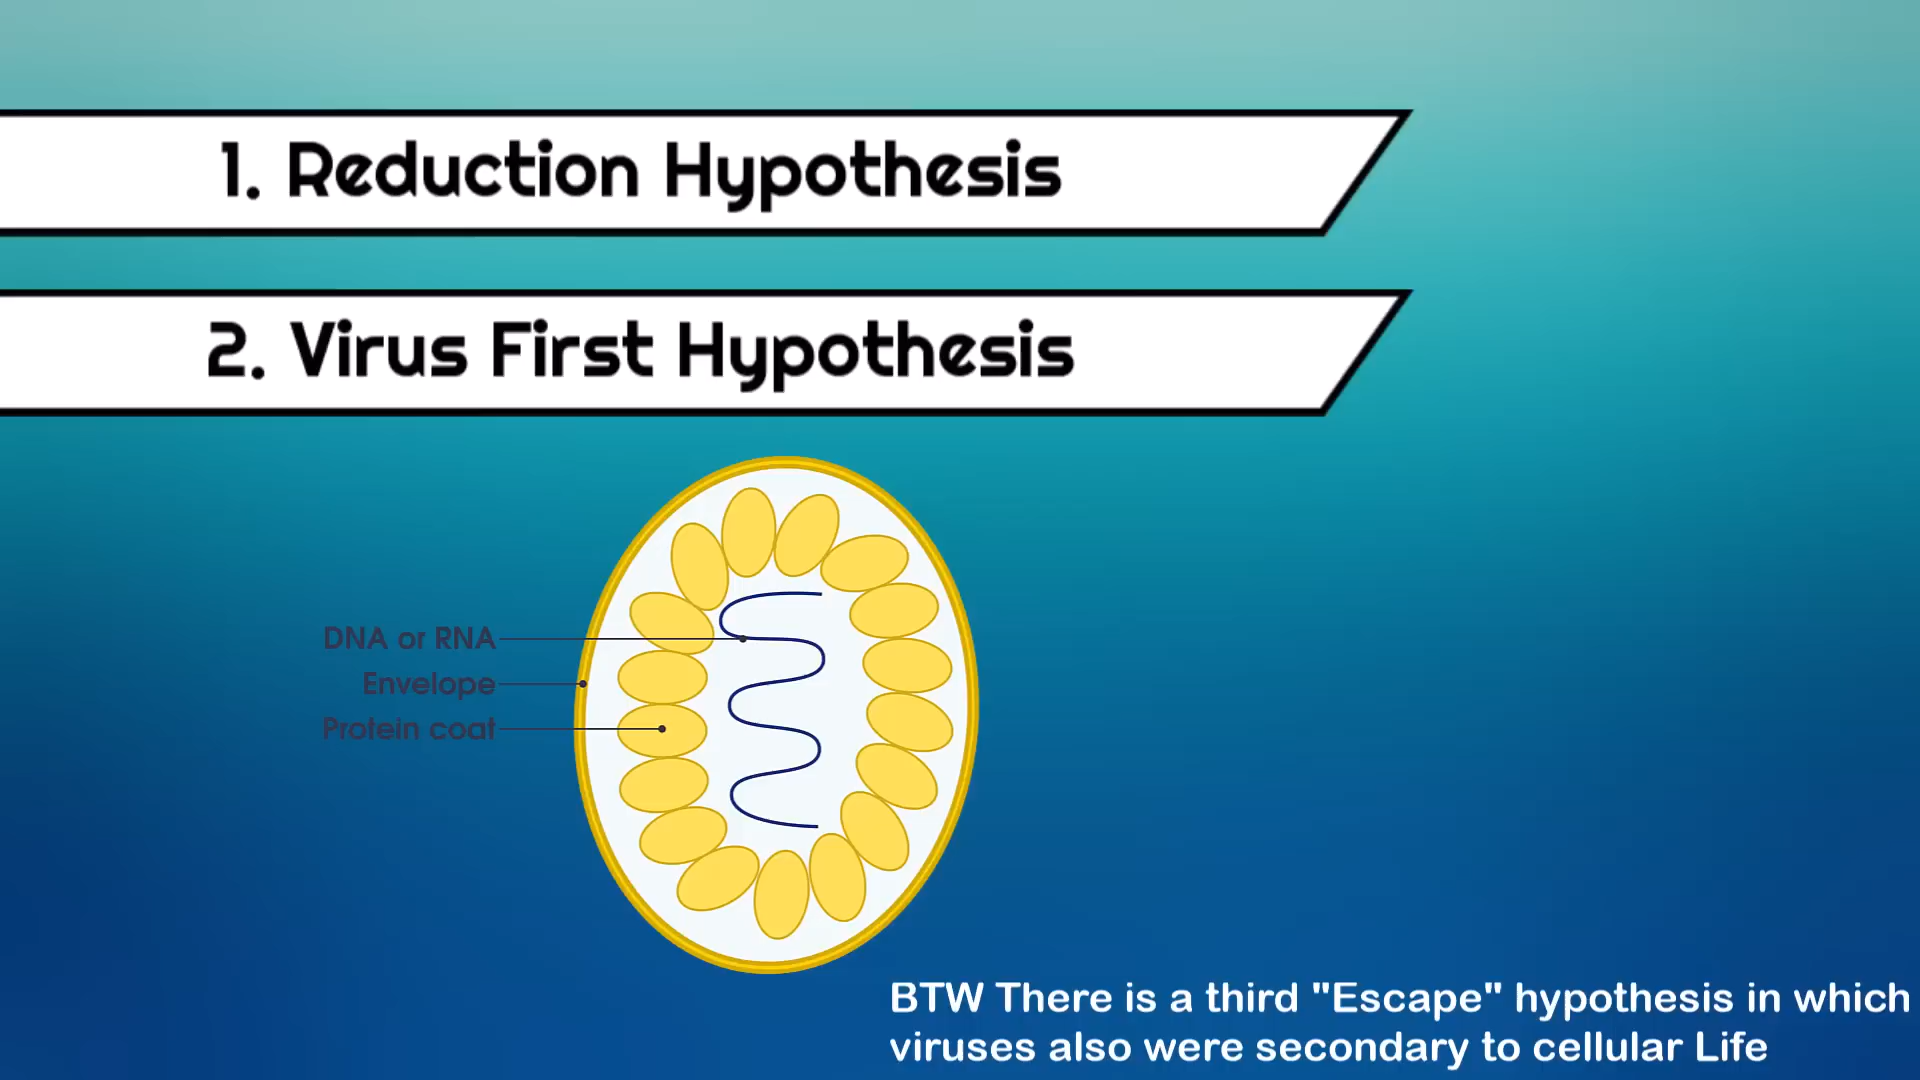 1. Reduction Hypothesis
2. Virus First Hypothesis
DNA or RNA
Envelope
Protein coat
BTW There is a third "Escape" hypothesis in which
viruses also were secondary to cellular Life